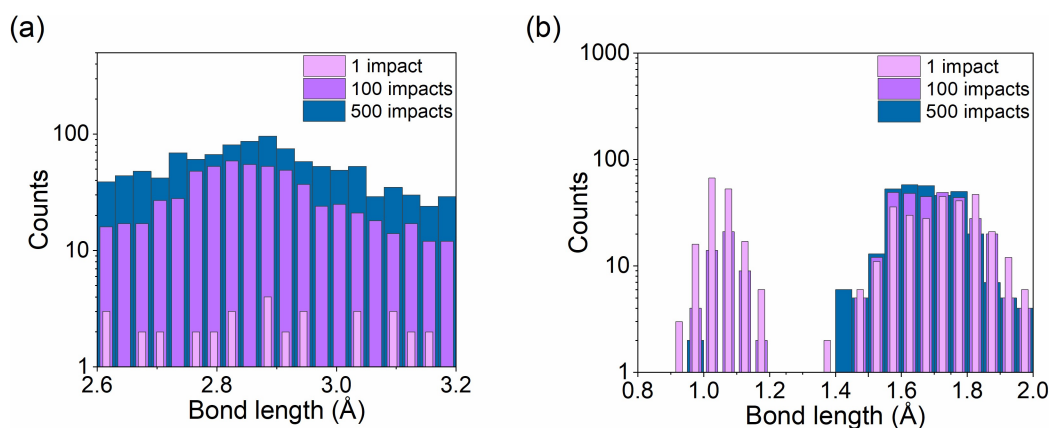 (a)
1 impact
100 impacts
500 impacts
100
10
1
Counts
2.6 2.8 3.0 3.2
Bond length (Å)
(b)
1 impact
100 impacts
500 impacts
1000
100
10
1
Counts
0.8 1.0 1.2 1.4 1.6 1.8 2.0
Bond length (Å)